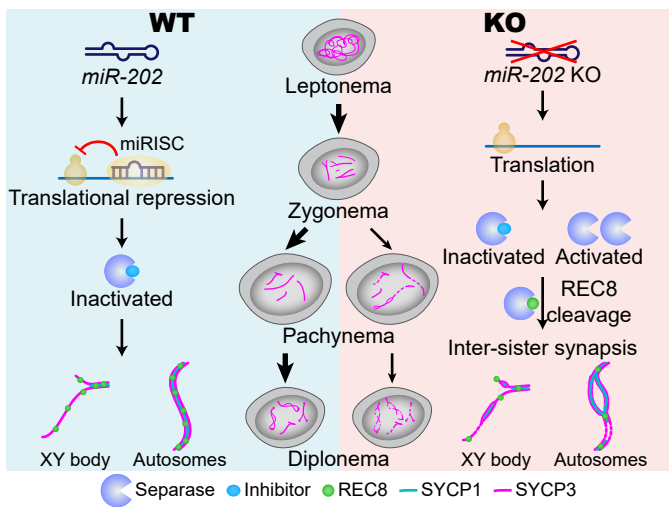 WT
miR-202
miRISC
Translational repression
Inactivated
XY body
Autosomes
Leptonema
Zygonema
Pachynema
Diplonema
KO
miR-202 KO
Translation
Inactivated
Activated
REC8
cleavage
Inter-sister synapsis
XY body
Autosomes
Separase
Inhibitor
REC8
SYCP1
SYCP3